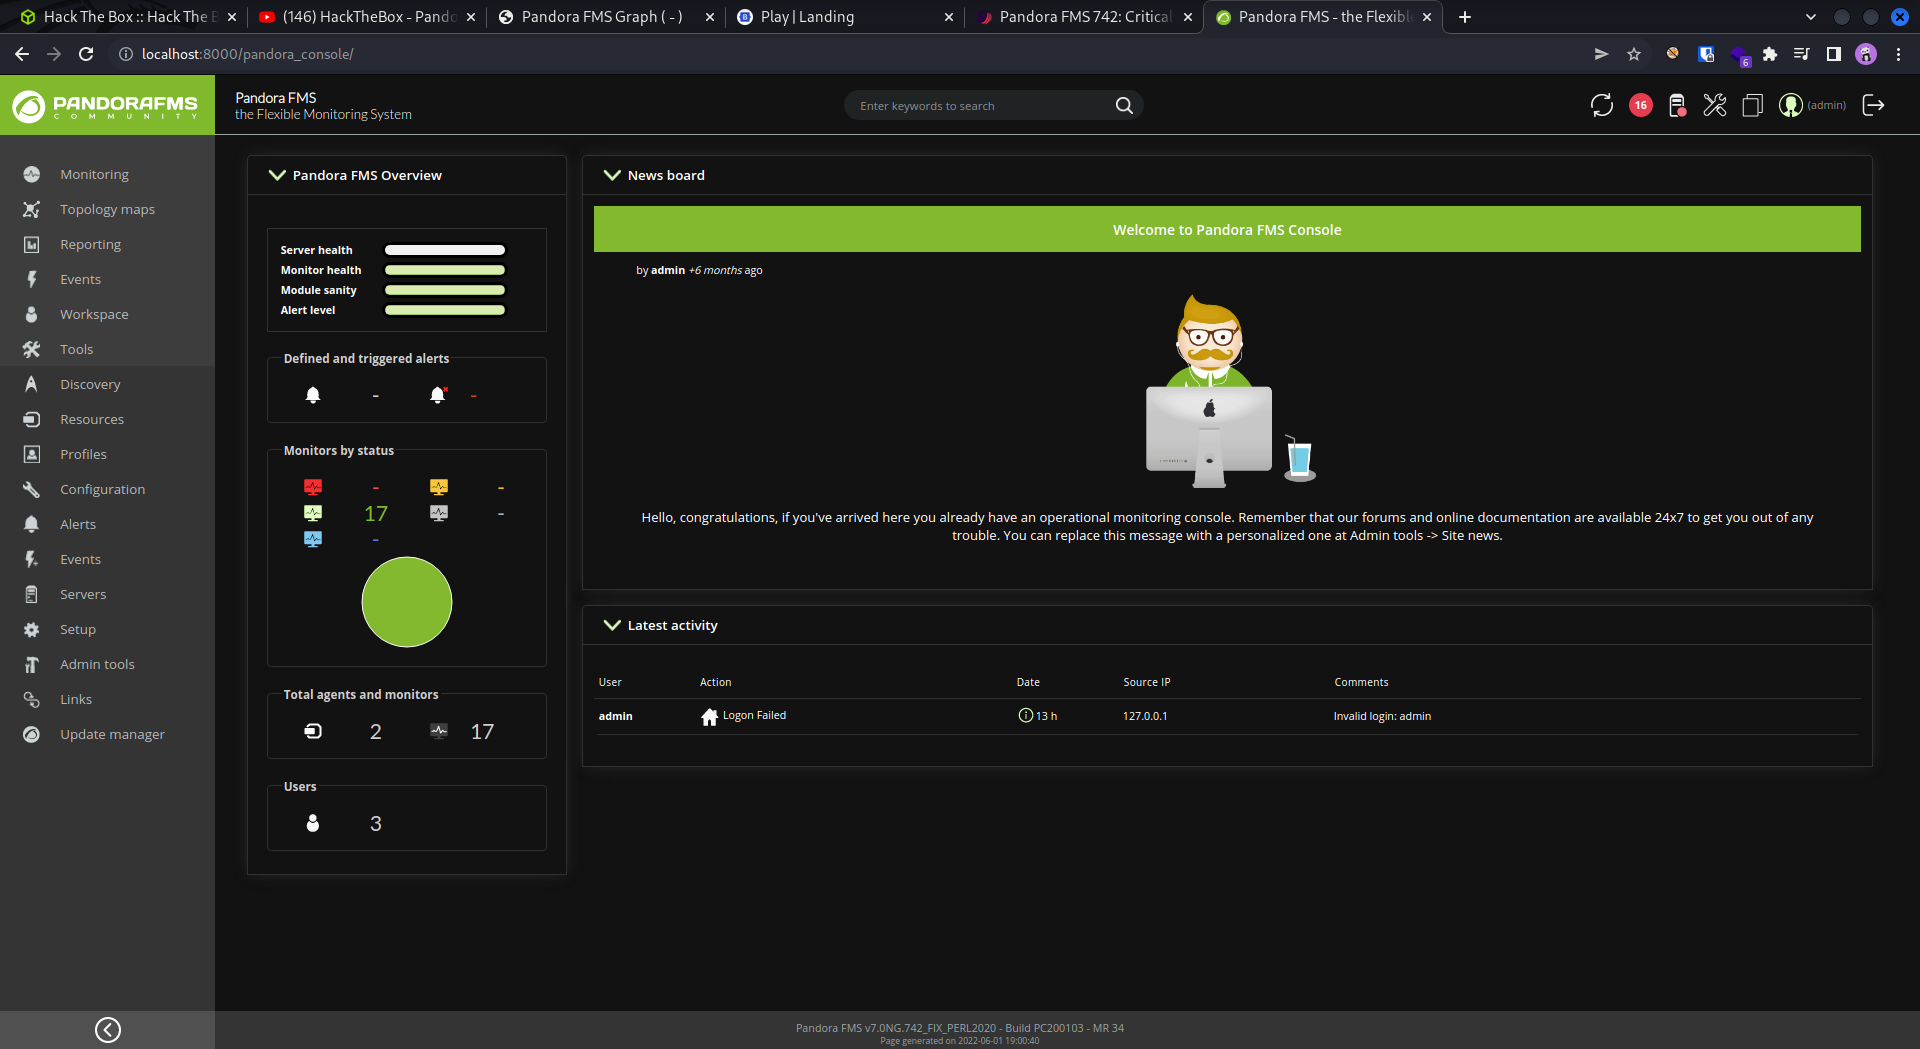 Hack The Box :: Hack The B
(146) HackTheBox - Pando
Pandora FMS Graph ( - )
Play | Landing
Pandora FMS 742: Critical
Pandora FMS - the Flexible
localhost:8000/pandora_console/
6
PANDORAFMS
COMMUNITY
Pandora FMS
the Flexible Monitoring System
Enter keywords to search
16
(admin)
Monitoring
Topology maps
Reporting
Events
Workspace
Tools
Discovery
Resources
Profiles
Configuration
Alerts
Events
Servers
Setup
Admin tools
Links
Update manager
Pandora FMS Overview
Server health
Monitor health
Module sanity
Alert level
Defined and triggered alerts
- -
Monitors by status
- -
17 -
-
Total agents and monitors
2 17
Users
3
News board
Welcome to Pandora FMS Console
by admin +6 months ago
Hello, congratulations, if you've arrived here you already have an operational monitoring console. Remember that our forums and online documentation are available 24x7 to get you out of any
trouble. You can replace this message with a personalized one at Admin tools -> Site news.
Latest activity
User Action Date Source IP Comments
admin Logon Failed 13 h 127.0.0.1 Invalid login: admin
Pandora FMS v7.0NG.742_FIX_PERL2020 - Build PC200103 - MR 34
Page generated on 2022-06-01 19:00:40